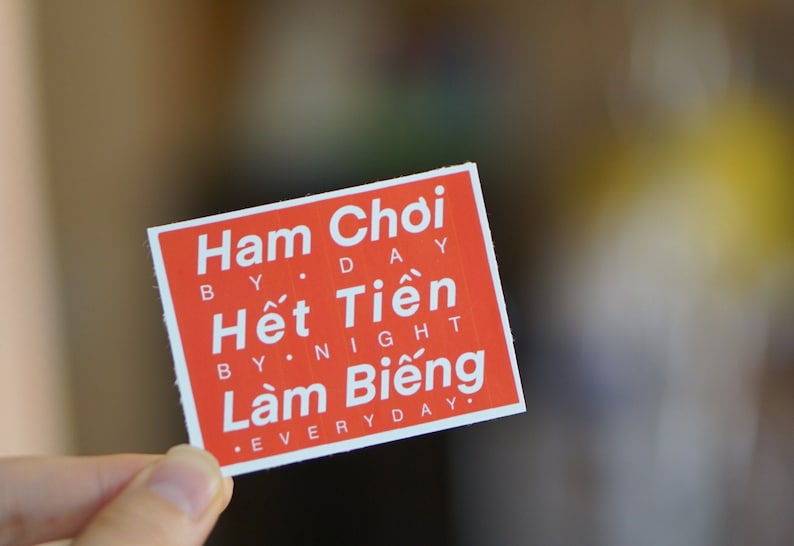 Ham Chơi
BY • DAY
Hết Tiền
BY • NIGHT
Làm Biếng
•EVERYDAY•